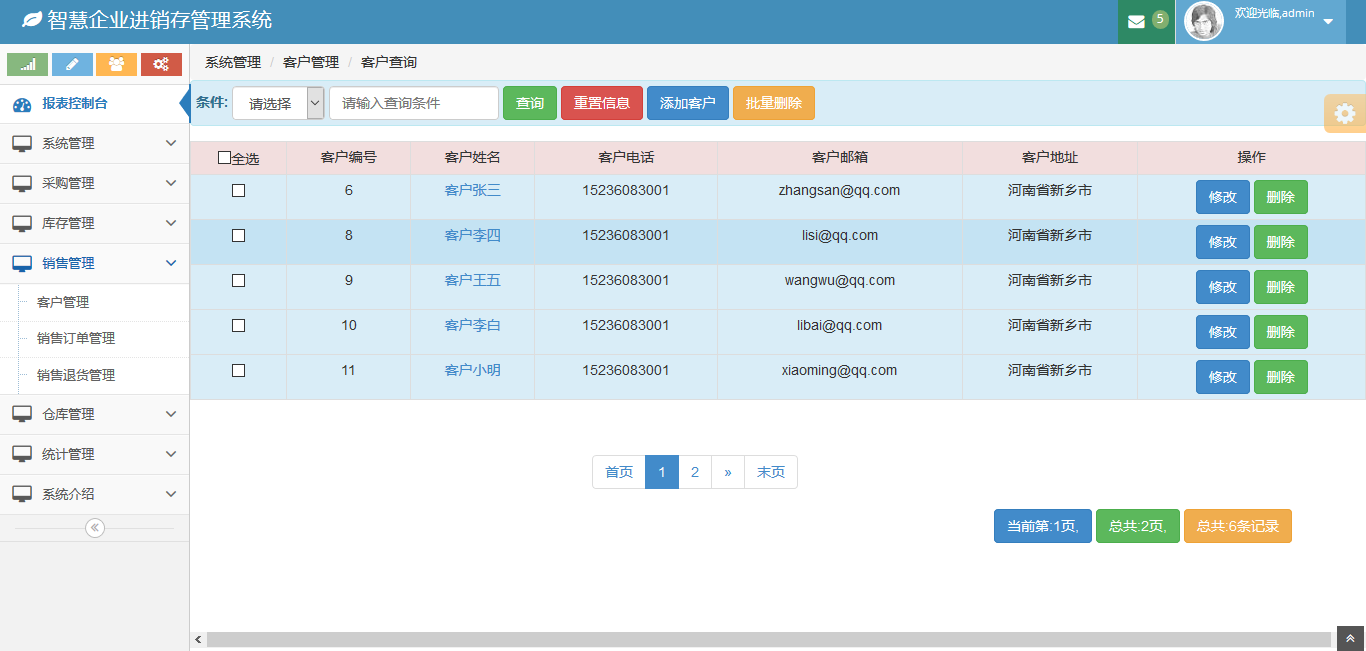 智慧企业进销存管理系统
5
欢迎光临,admin
报表控制台
系统管理
采购管理
库存管理
销售管理
客户管理
销售订单管理
销售退货管理
仓库管理
统计管理
系统介绍
系统管理 / 客户管理 / 客户查询
条件: 请选择 请输入查询条件 查询 重置信息 添加客户 批量删除
全选 客户编号 客户姓名 客户电话 客户邮箱 客户地址 操作
6 客户张三 15236083001 zhangsan@qq.com 河南省新乡市 修改 删除
8 客户李四 15236083001 lisi@qq.com 河南省新乡市 修改 删除
9 客户王五 15236083001 wangwu@qq.com 河南省新乡市 修改 删除
10 客户李白 15236083001 libai@qq.com 河南省新乡市 修改 删除
11 客户小明 15236083001 xiaoming@qq.com 河南省新乡市 修改 删除
首页 1 2 » 末页
当前第:1页, 总共:2页, 总共:6条记录